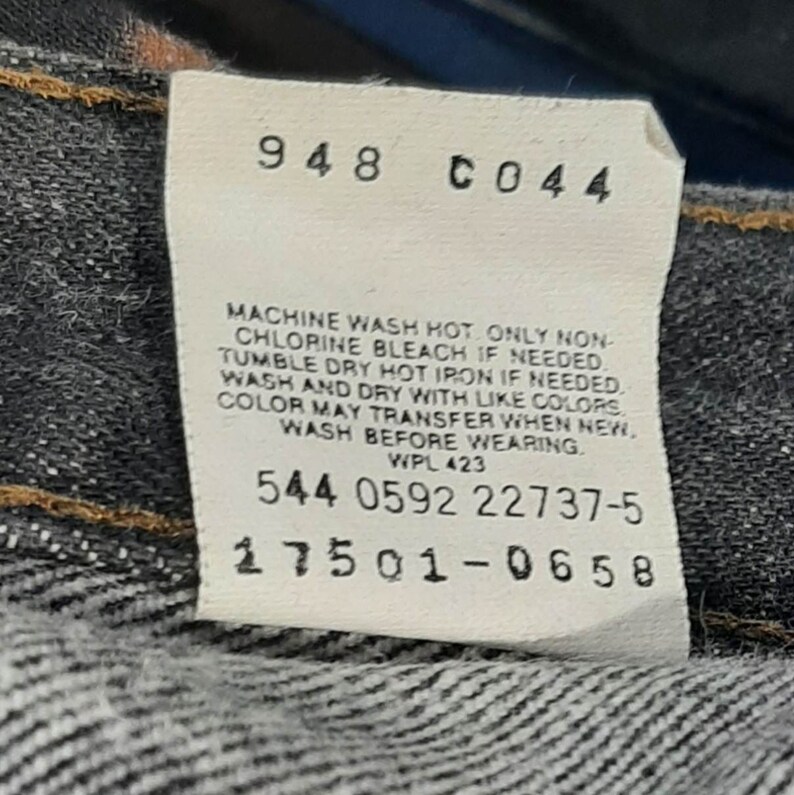 948 C044
MACHINE WASH HOT. ONLY NON-
CHLORINE BLEACH IF NEEDED.
TUMBLE DRY HOT IRON IF NEEDED.
WASH AND DRY WITH LIKE COLORS.
COLOR MAY TRANSFER WHEN NEW.
WASH BEFORE WEARING.
WPL 423
544 0592 22737-5
17501-0658